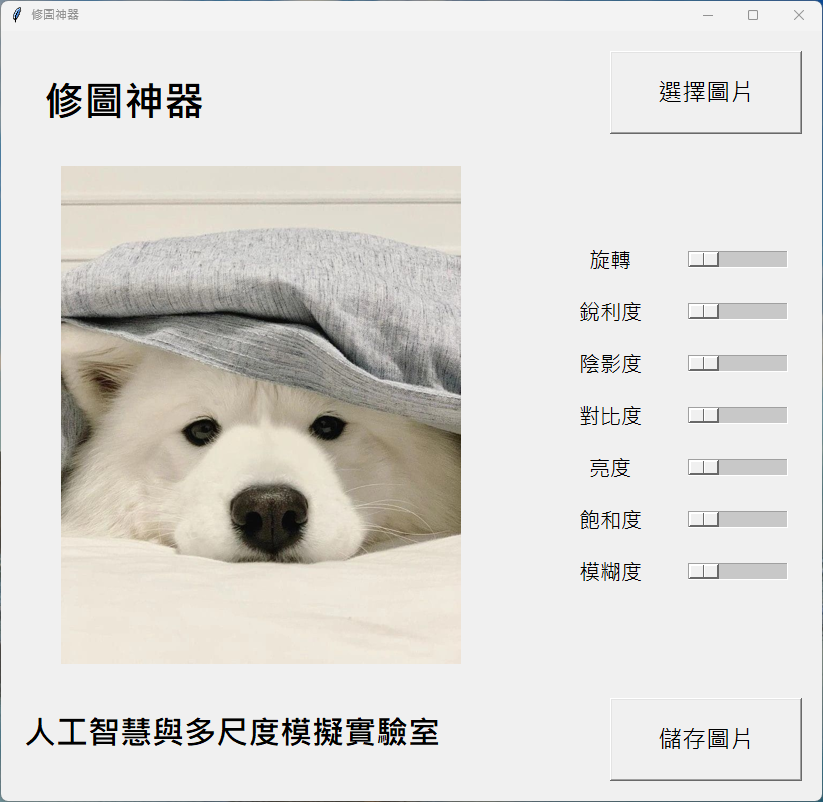 修圖神器
修圖神器
選擇圖片
旋轉
銳利度
陰影度
對比度
亮度
飽和度
模糊度
人工智慧與多尺度模擬實驗室
儲存圖片